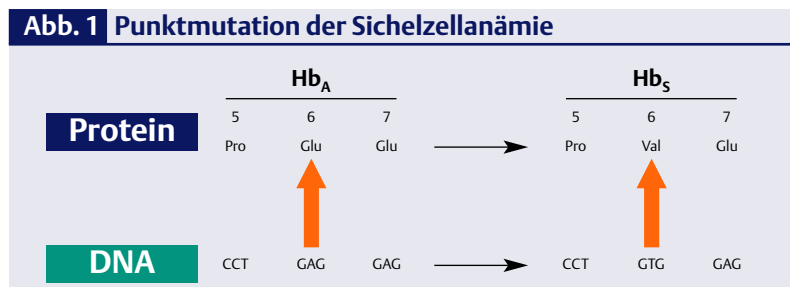 Abb. 1 Punktmutation der Sichelzellanämie
HbA HbS
5 6 7 5 6 7
Protein
Pro Glu Glu Pro Val Glu
DNA CCT GAG GAG CCT GTG GAG